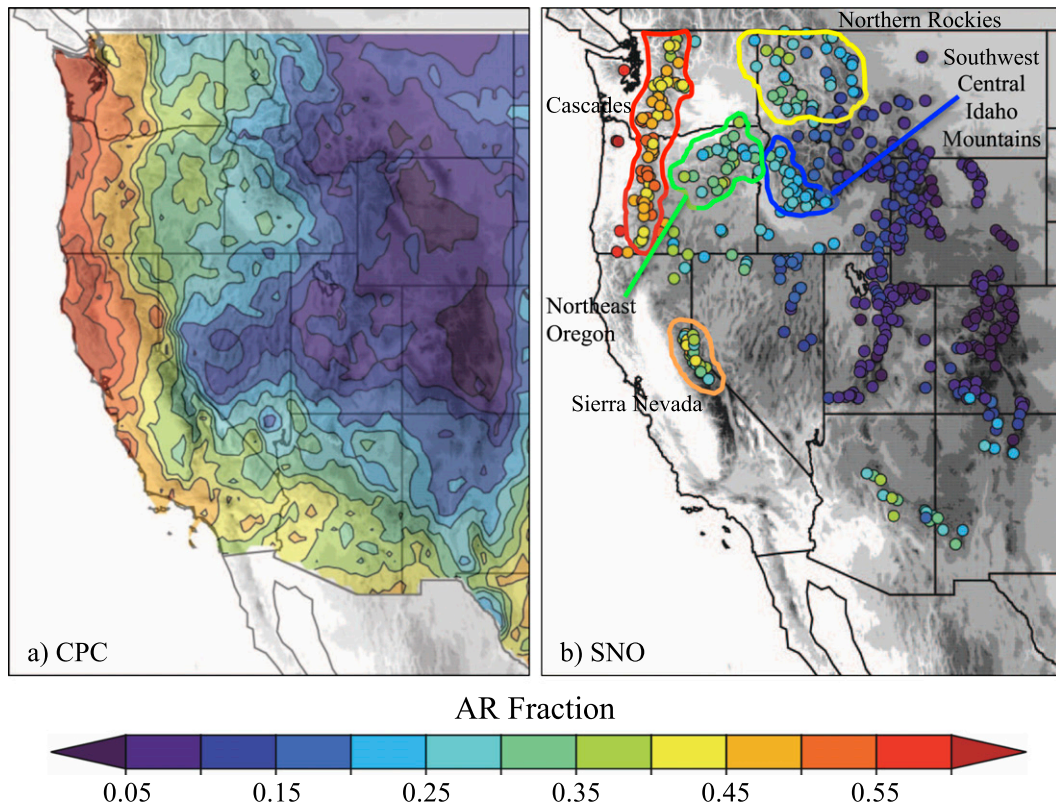 Northern Rockies
Southwest
Central
Idaho
Mountains
Cascades
Northeast
Oregon
Sierra Nevada
a) CPC
b) SNO
AR Fraction
0.05 0.15 0.25 0.35 0.45 0.55